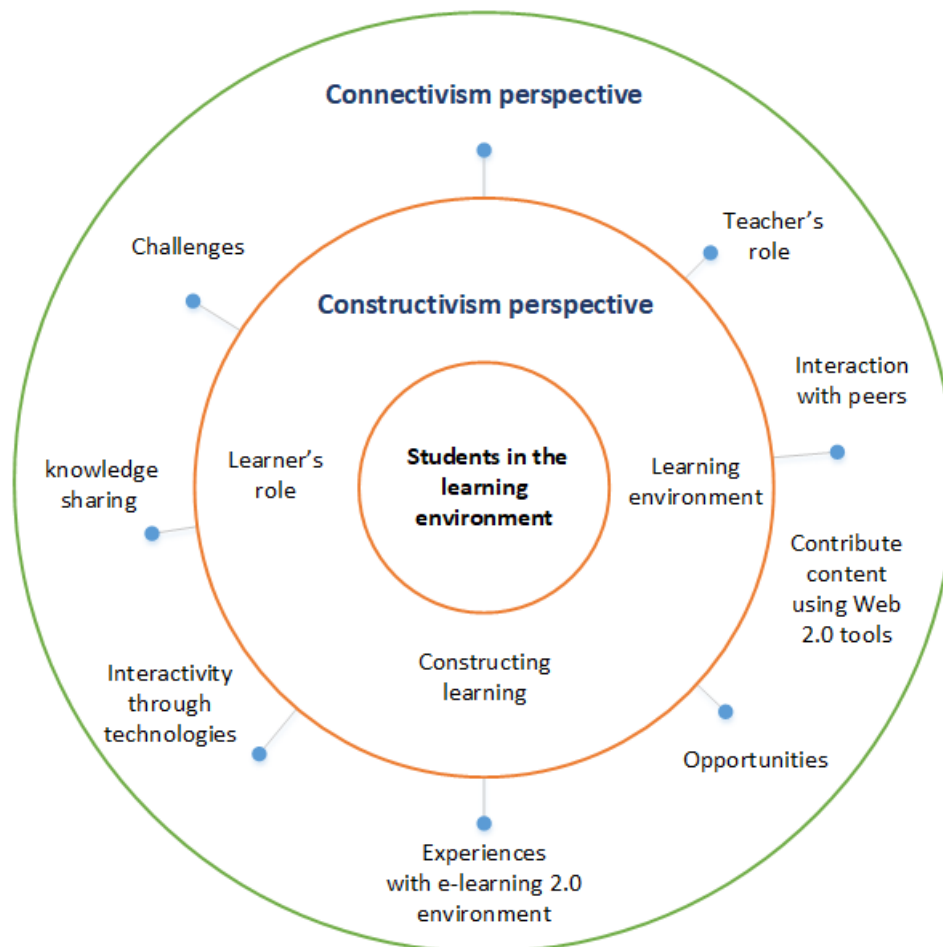 Connectivism perspective
Teacher’s
role
Challenges
Constructivism perspective
Interaction
with peers
knowledge
sharing
Learner’s
role
Students in the
learning
environment
Learning
environment
Contribute
content
using Web
2.0 tools
Constructing
learning
Interactivity
through
technologies
Opportunities
Experiences
with e-learning 2.0
environment